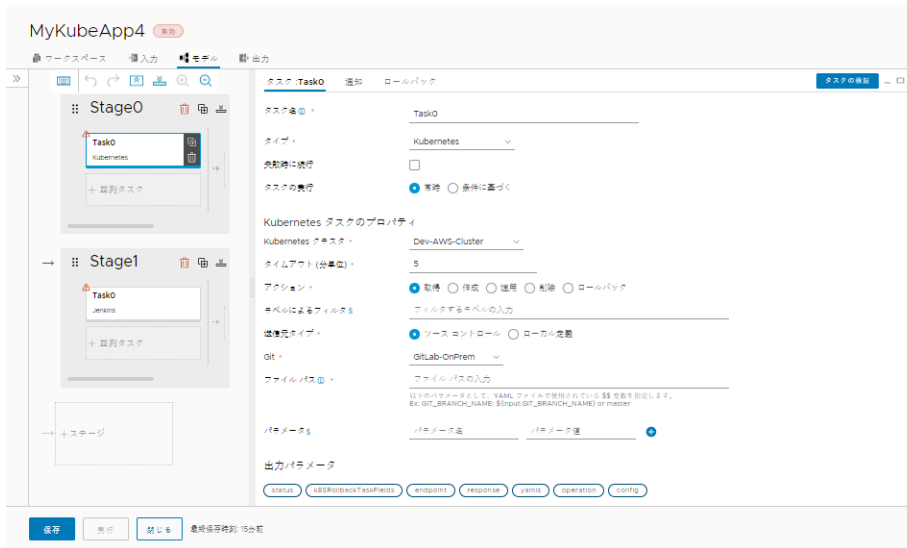 MyKubeApp4 無効
ワークスペース 入力 モデル 出力
タスク :Task0 通知 ロールバック タスクの検証
Stage0
Task0
Kubernetes
+ 並列タスク
Stage1
Task0
Jenkins
+ 並列タスク
+ステージ
タスク名 *
Task0
タイプ *
Kubernetes
失敗時に続行
タスクの実行
常時 条件に基づく
Kubernetes タスクのプロパティ
Kubernetes クラスタ *
Dev-AWS-Cluster
タイムアウト (分単位) *
5
アクション *
取得 作成 適用 削除 ロールバック
ラベルによるフィルタ $
フィルタするラベルの入力
送信元タイプ *
ソース コントロール ローカル定義
Git *
GitLab-OnPrem
ファイル パス *
ファイル パスの入力
以下のパラメータとして、YAML ファイルで使用されている $$ 変数を指定します。
Ex: GIT_BRANCH_NAME: ${input.GIT_BRANCH_NAME} or master
パラメータ $
パラメータ名 パラメータ値
出力パラメータ
status k8SRollbackTaskFields endpoint response yamls operation config
保存 実行 閉じる 最終保存時刻: 15分前